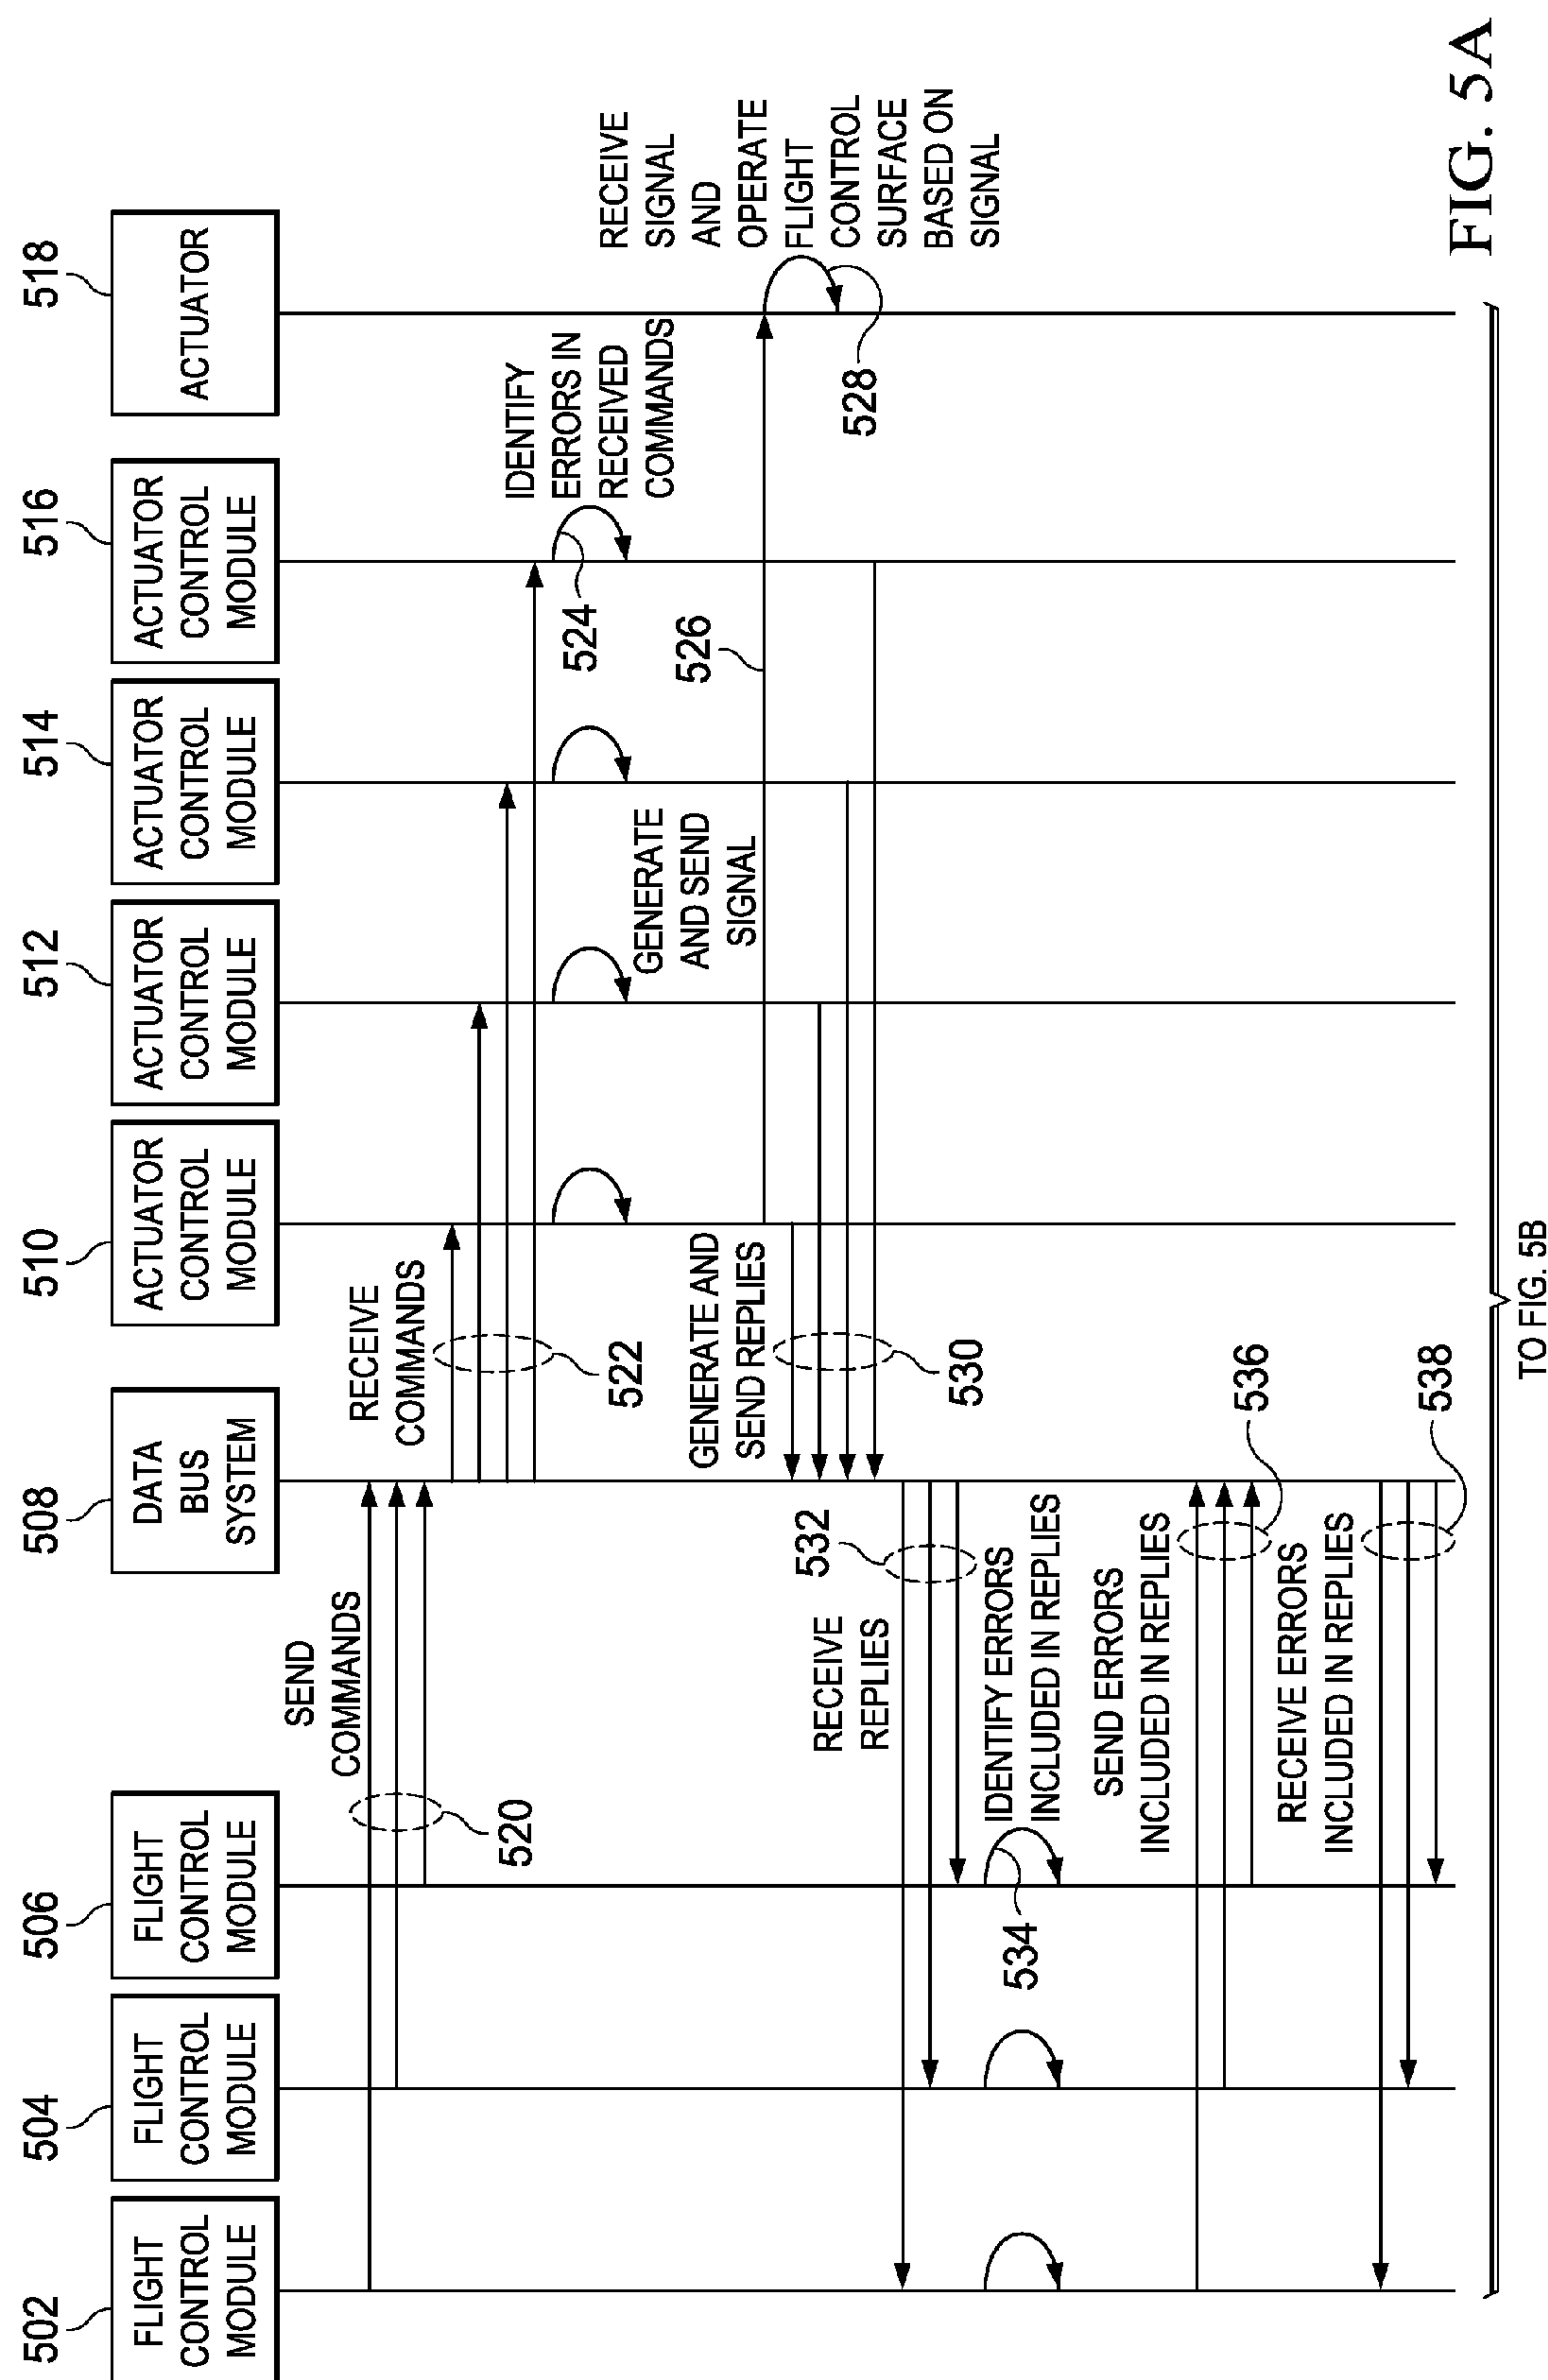 502
FLIGHT
CONTROL
MODULE
504
FLIGHT
CONTROL
MODULE
506
FLIGHT
CONTROL
MODULE
508
DATA
BUS
SYSTEM
510
ACTUATOR
CONTROL
MODULE
512
ACTUATOR
CONTROL
MODULE
514
ACTUATOR
CONTROL
MODULE
516
ACTUATOR
CONTROL
MODULE
518
ACTUATOR
SEND
COMMANDS
520
RECEIVE
COMMANDS
522
IDENTIFY
ERRORS IN
RECEIVED
COMMANDS
524
GENERATE
AND SEND
SIGNAL
526
RECEIVE
SIGNAL
AND
OPERATE
FLIGHT
CONTROL
SURFACE
BASED ON
SIGNAL
528
GENERATE AND
SEND REPLIES
530
RECEIVE
REPLIES
532
IDENTIFY ERRORS
INCLUDED IN REPLIES
534
SEND ERRORS
INCLUDED IN REPLIES
536
RECEIVE ERRORS
INCLUDED IN REPLIES
538
TO FIG. 5B
FIG. 5A